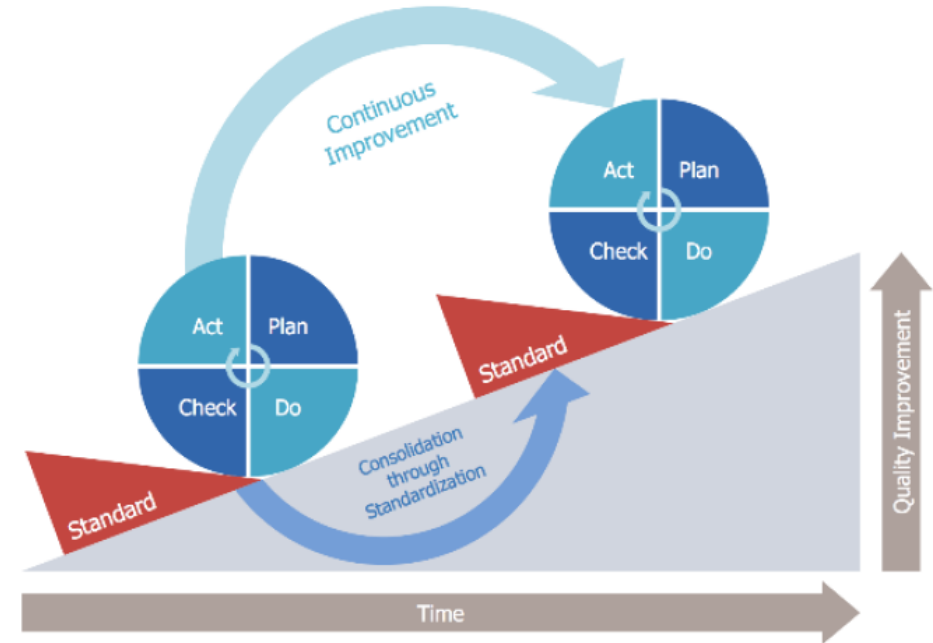 Continuous
Improvement
Act
Plan
Check
Do
Standard
Act
Plan
Check
Do
Standard
Consolidation
through
Standardization
Quality Improvement
Time